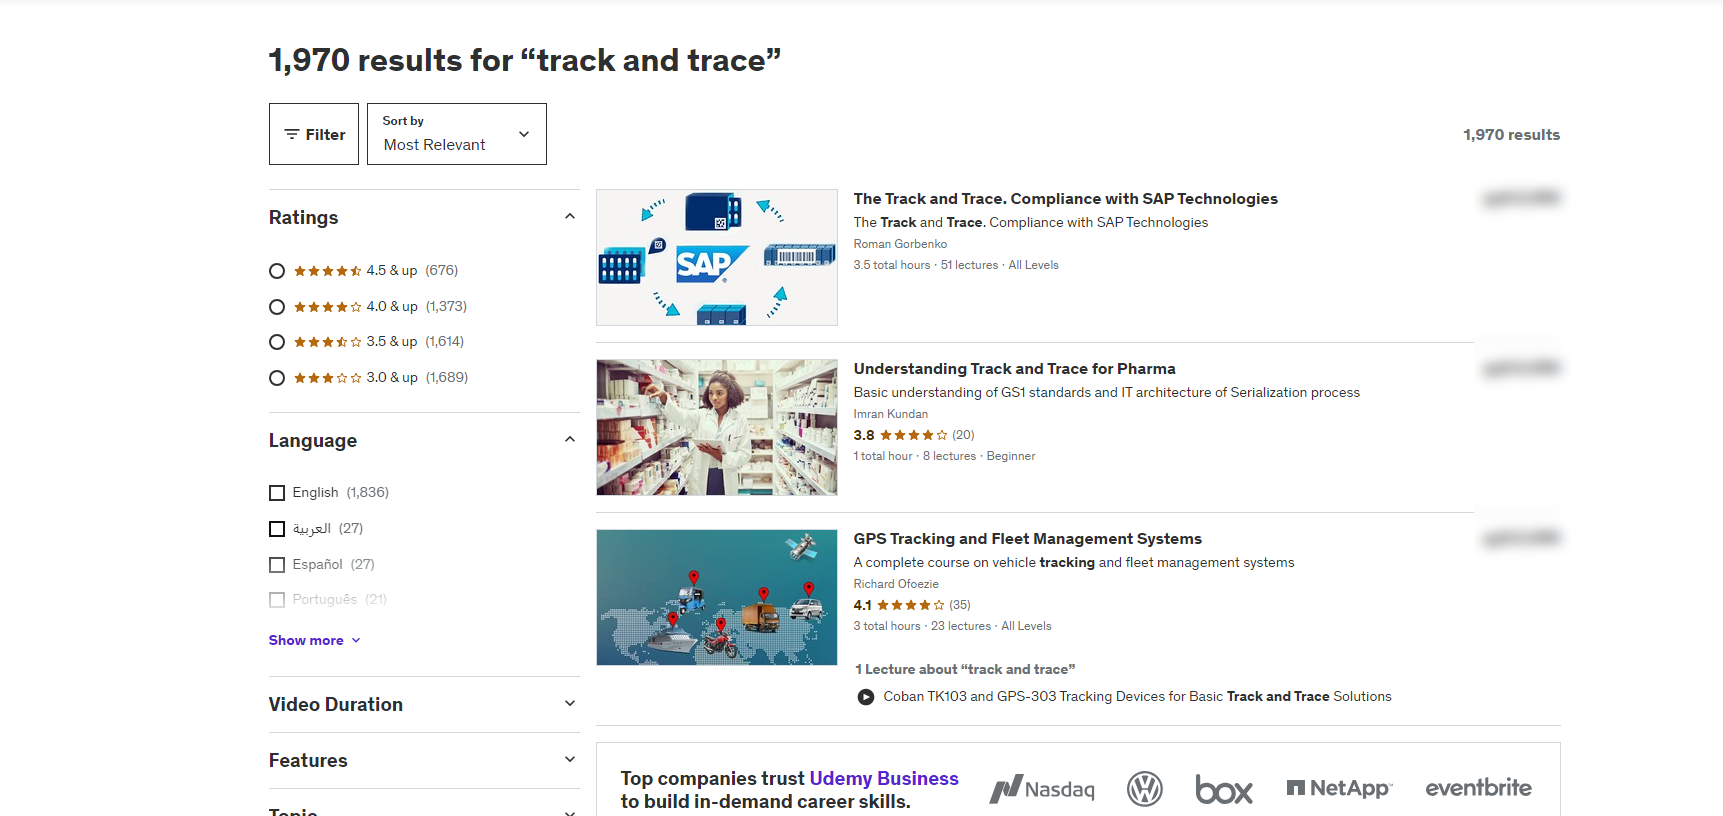 1,970 results for “track and trace”
Filter
Sort by
Most Relevant
1,970 results
Ratings
4.5 & up (676)
4.0 & up (1,373)
3.5 & up (1,614)
3.0 & up (1,689)
Language
English (1,836)
العربية (27)
Español (27)
Português (21)
Show more
Video Duration
Features
Topic
SAP
The Track and Trace. Compliance with SAP Technologies
The Track and Trace. Compliance with SAP Technologies
Roman Gorbenko
3.5 total hours · 51 lectures · All Levels
Understanding Track and Trace for Pharma
Basic understanding of GS1 standards and IT architecture of Serialization process
Imran Kundan
3.8 (20)
1 total hour · 8 lectures · Beginner
GPS Tracking and Fleet Management Systems
A complete course on vehicle tracking and fleet management systems
Richard Ofoezie
4.1 (35)
3 total hours · 23 lectures · All Levels
1 Lecture about “track and trace”
Coban TK103 and GPS-303 Tracking Devices for Basic Track and Trace Solutions
Top companies trust Udemy Business
to build in-demand career skills.
Nasdaq
box
NetApp
eventbrite